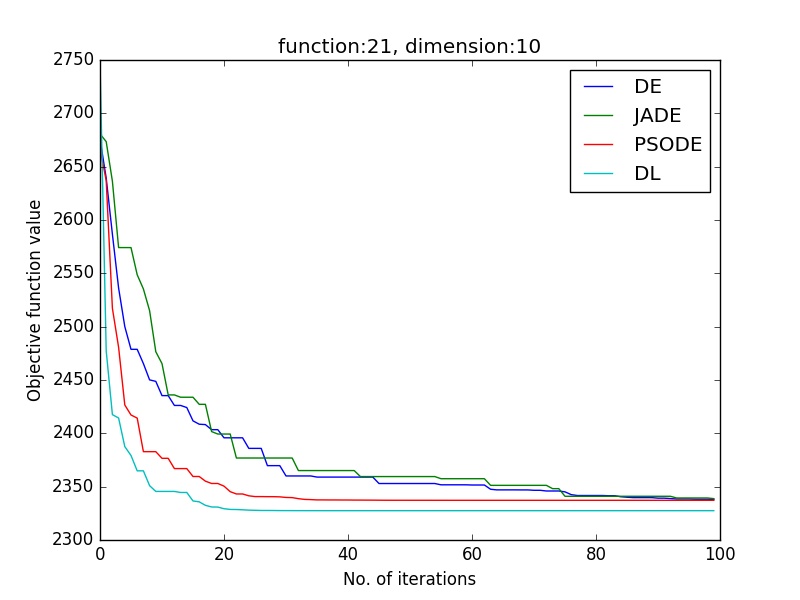 function:21, dimension:10
2750
2700
2650
2600
2550
2500
2450
2400
2350
2300
Objective function value
DE
JADE
PSODE
DL
0 20 40 60 80 100
No. of iterations